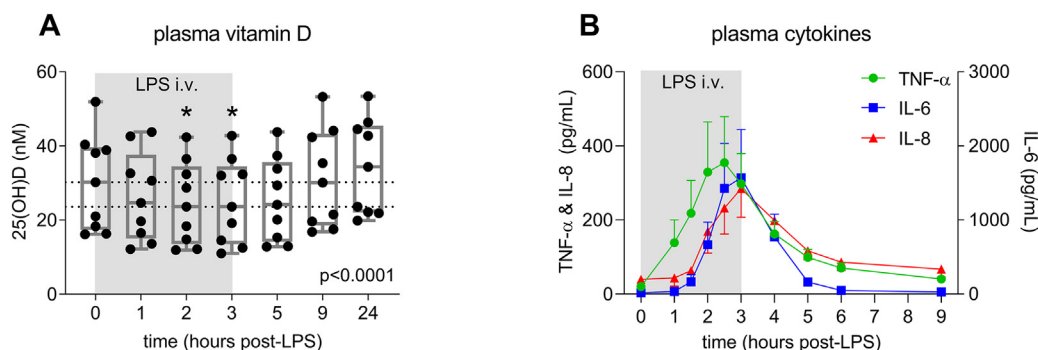 A
plasma vitamin D
60
40
20
0
25(OH)D (nM)
LPS i.v.
*
*
p<0.0001
0 1 2 3 5 9 24
time (hours post-LPS)
B
plasma cytokines
600
400
200
0
TNF-α & IL-8 (pg/mL)
LPS i.v.
TNF-α
IL-6
IL-8
3000
2000
1000
0
IL-6 (pg/mL)
0 1 2 3 4 5 6 7 8 9
time (hours post-LPS)